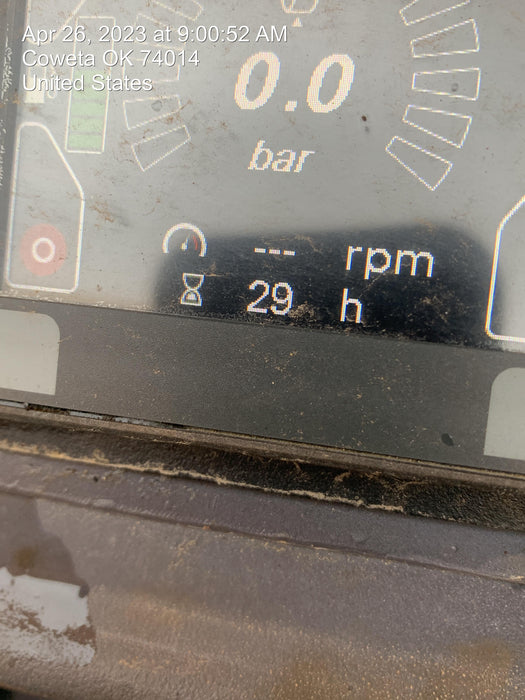 Apr 26, 2023 at 9:00:52 AM
Coweta OK 74014
United States
0.0
bar
--- rpm
29 h